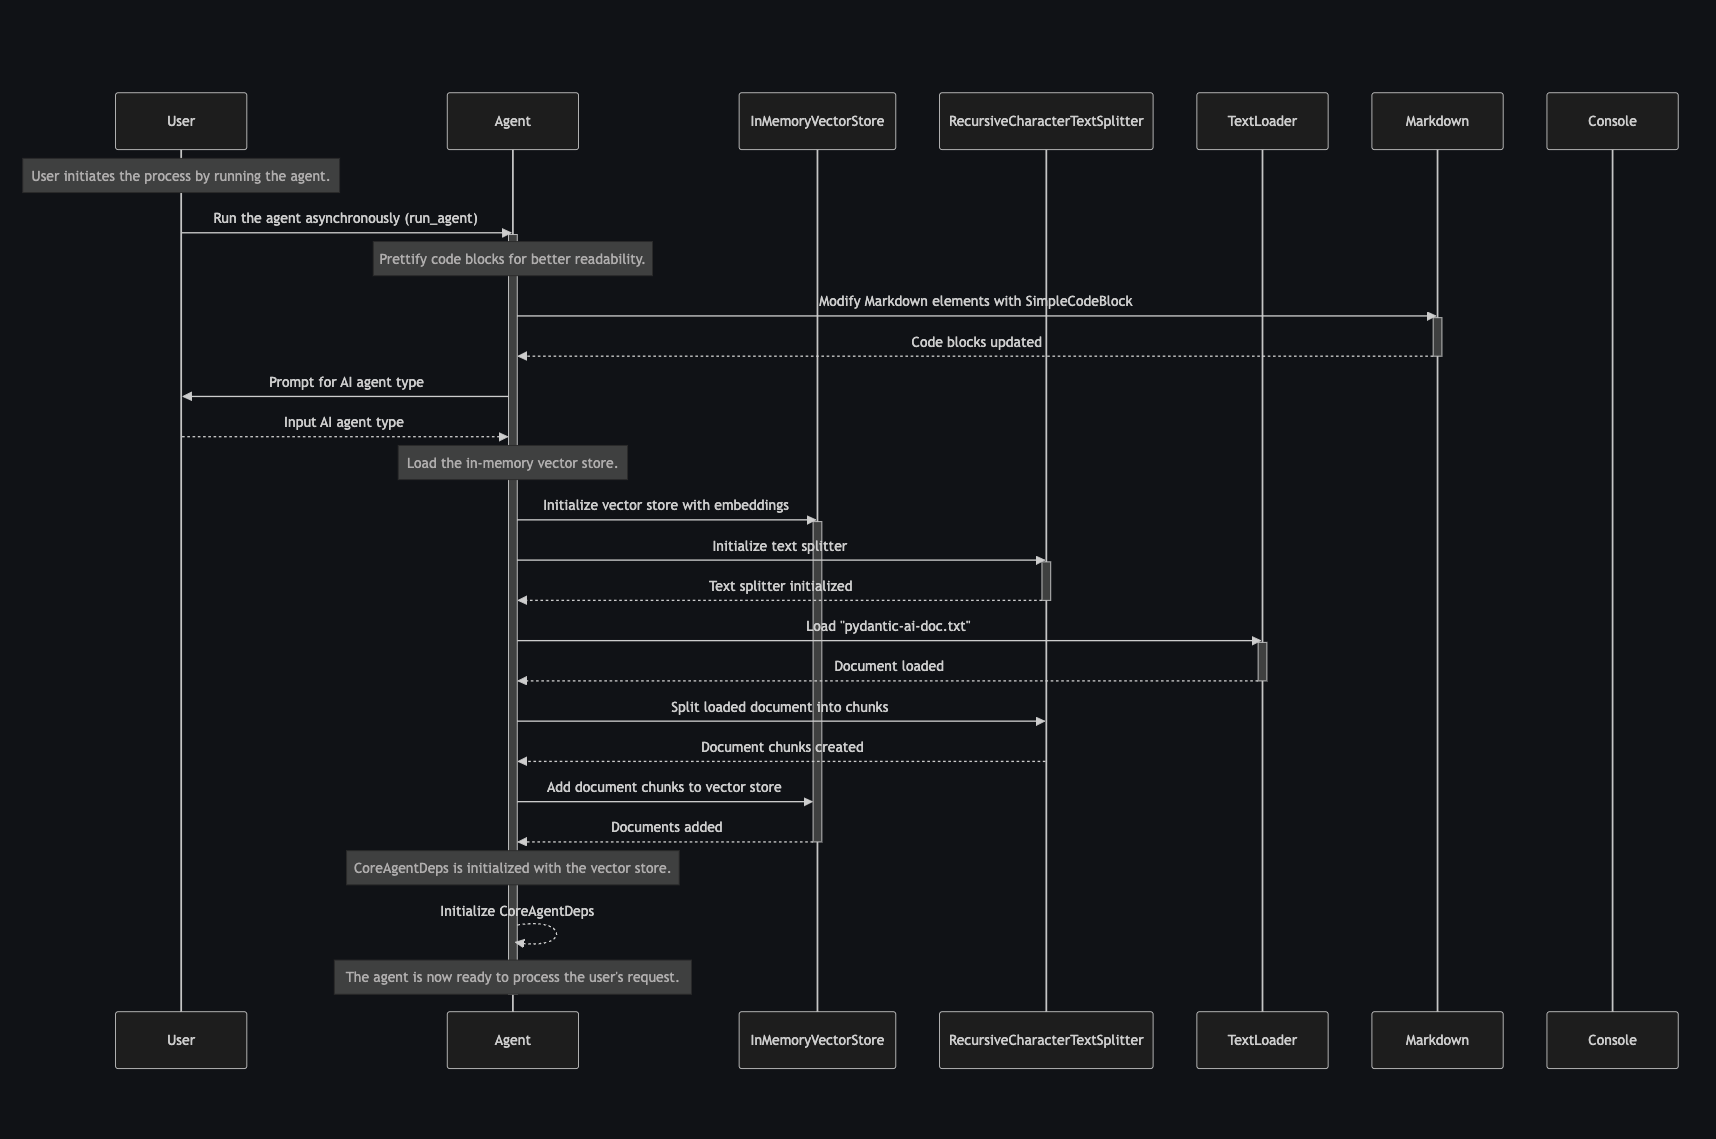 User
Agent
InMemoryVectorStore
RecursiveCharacterTextSplitter
TextLoader
Markdown
Console
User initiates the process by running the agent.
Run the agent asynchronously (run_agent)
Prettify code blocks for better readability.
Modify Markdown elements with SimpleCodeBlock
Code blocks updated
Prompt for AI agent type
Input AI agent type
Load the in-memory vector store.
Initialize vector store with embeddings
Initialize text splitter
Text splitter initialized
Load "pydantic-ai-doc.txt"
Document loaded
Split loaded document into chunks
Document chunks created
Add document chunks to vector store
Documents added
CoreAgentDeps is initialized with the vector store.
Initialize CoreAgentDeps
The agent is now ready to process the user's request.
User
Agent
InMemoryVectorStore
RecursiveCharacterTextSplitter
TextLoader
Markdown
Console